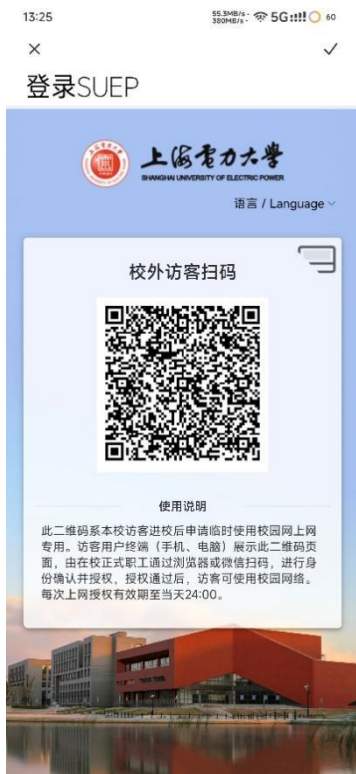 13:25
55.3MB/s
380MB/s
5G
60
登录SUEP
上海电力大学
SHANGHAI UNIVERSITY OF ELECTRIC POWER
语言 / Language
校外访客扫码
使用说明
此二维码系本校访客进校后申请临时使用校园网上网
专用。访客用户终端（手机、电脑）展示此二维码页
面，由在校正式职工通过浏览器或微信扫码，进行身
份确认并授权，授权通过后，访客可使用校园网络。
每次上网授权有效期至当天24:00。